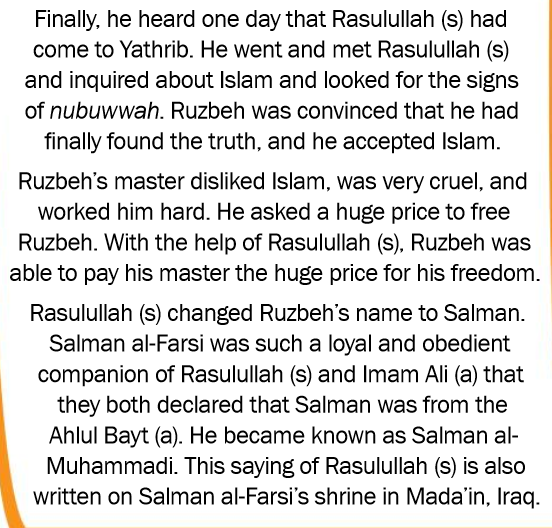 Finally, he heard one day that Rasulullah (s) had
come to Yathrib. He went and met Rasulullah (s)
and inquired about Islam and looked for the signs
of nubuwwah. Ruzbeh was convinced that he had
finally found the truth, and he accepted Islam.
Ruzbeh’s master disliked Islam, was very cruel, and
worked him hard. He asked a huge price to free
Ruzbeh. With the help of Rasulullah (s), Ruzbeh was
able to pay his master the huge price for his freedom.
Rasulullah (s) changed Ruzbeh’s name to Salman.
Salman al-Farsi was such a loyal and obedient
companion of Rasulullah (s) and Imam Ali (a) that
they both declared that Salman was from the
Ahlul Bayt (a). He became known as Salman al-
Muhammadi. This saying of Rasulullah (s) is also
written on Salman al-Farsi’s shrine in Mada’in, Iraq.